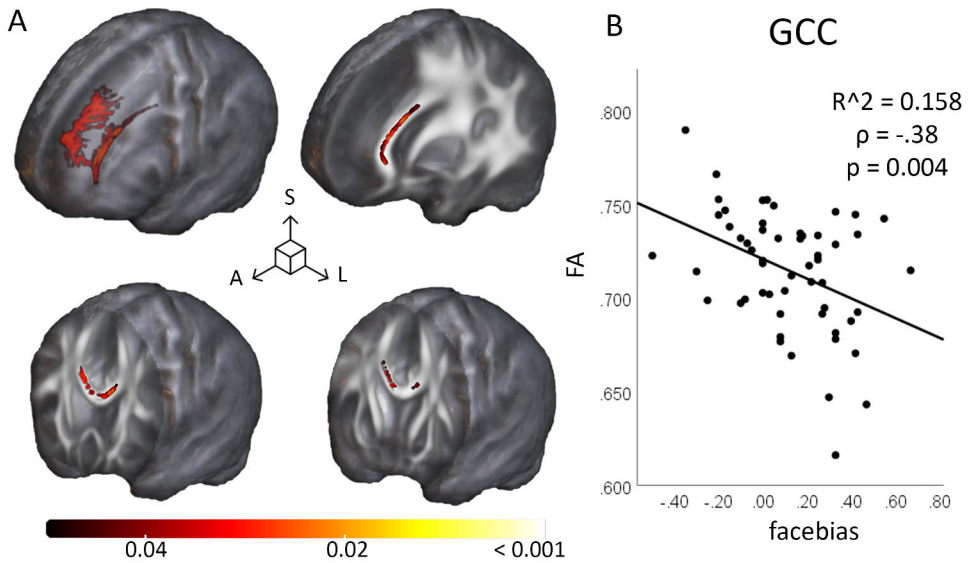 A
B
GCC
S
A
L
0.04
0.02
< 0.001
R^2 = 0.158
ρ = -.38
p = 0.004
.800
.750
.700
.650
.600
FA
-.40
-.20
.00
.20
.40
.60
.80
facebias